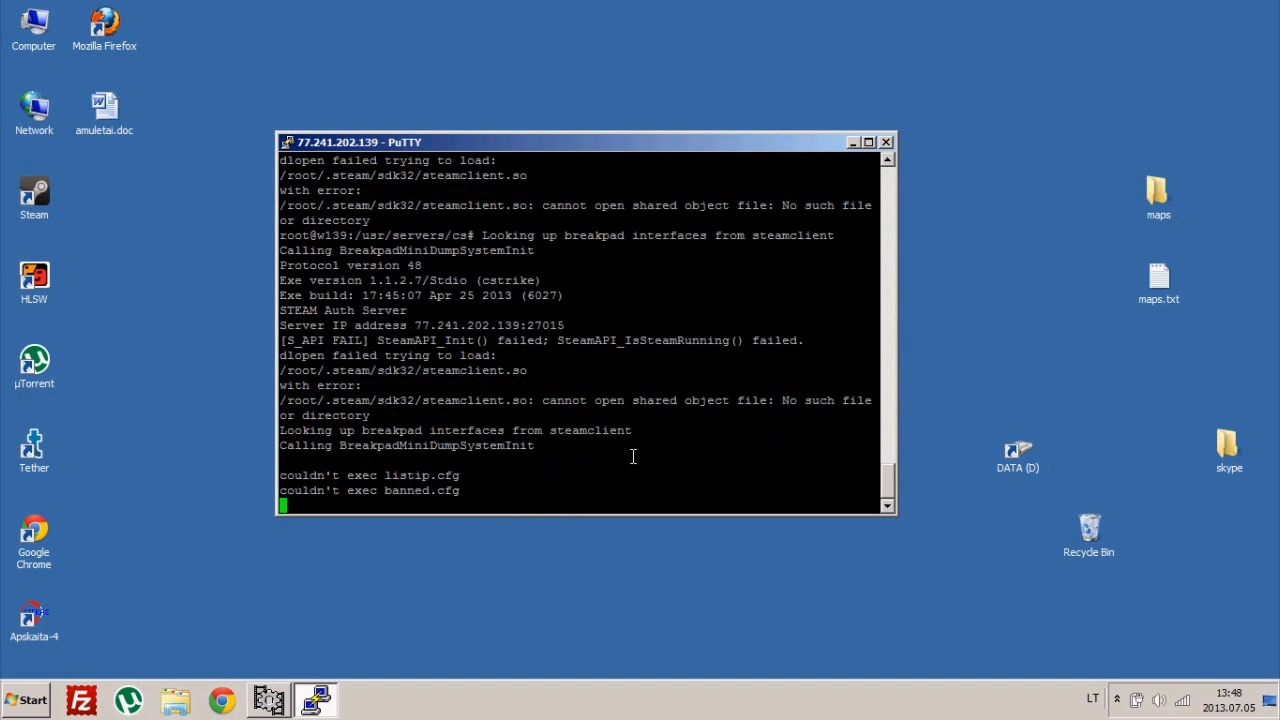 Computer
Mozilla Firefox
Network
amuletai.doc
Steam
HLSW
µTorrent
Tether
Google
Chrome
Apskaita-4
77.241.202.139 - PuTTY
dlopen failed trying to load:
/root/.steam/sdk32/steamclient.so
with error:
/root/.steam/sdk32/steamclient.so: cannot open shared object file: No such file
or directory
root@w139:/usr/servers/cs# Looking up breakpad interfaces from steamclient
Calling BreakpadMiniDumpSystemInit
Protocol version 48
Exe version 1.1.2.7/Stdio (cstrike)
Exe build: 17:45:07 Apr 25 2013 (6027)
STEAM Auth Server
Server IP address 77.241.202.139:27015
[S_API FAIL] SteamAPI_Init() failed; SteamAPI_IsSteamRunning() failed.
dlopen failed trying to load:
/root/.steam/sdk32/steamclient.so
with error:
/root/.steam/sdk32/steamclient.so: cannot open shared object file: No such file
or directory
Looking up breakpad interfaces from steamclient
Calling BreakpadMiniDumpSystemInit
couldn't exec listip.cfg
couldn't exec banned.cfg
maps
maps.txt
DATA (D)
skype
Recycle Bin
Start
LT
13:48
2013.07.05